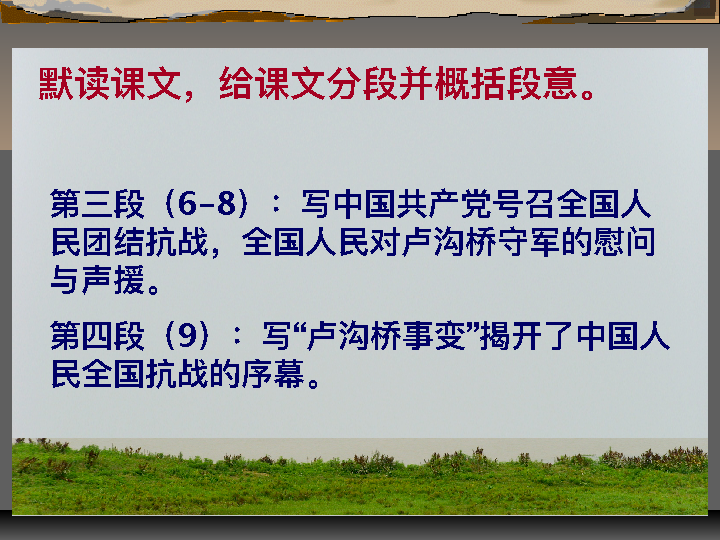 默读课文，给课文分段并概括段意。
第三段（6-8）：写中国共产党号召全国人
民团结抗战，全国人民对卢沟桥守军的慰问
与声援。
第四段（9）：写“卢沟桥事变”揭开了中国人
民全国抗战的序幕。